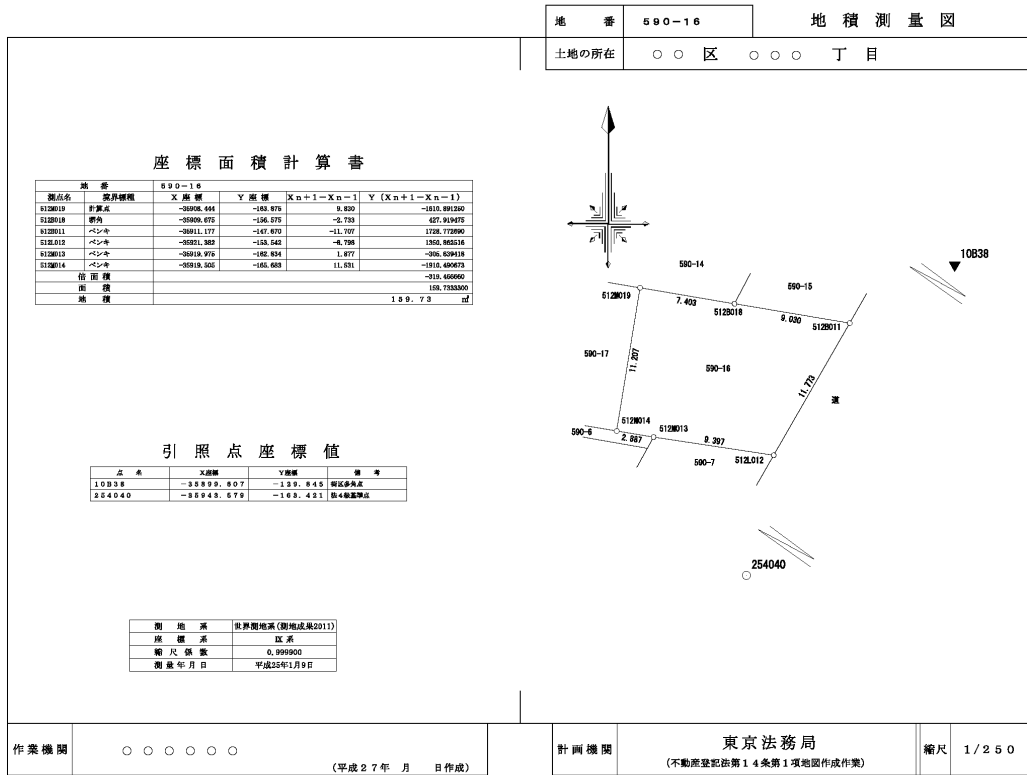 地番 590-16 地積測量図
土地の所在 ○○区 ○○○ 丁目
座標面積計算書
地番 590-16
測点名 境界標種 X座標 Y座標 Xn+1-Xn-1 Y(Xn+1-Xn-1)
512M019 計算点 -35908.444 -163.875 9.830 -1610.891250
512B018 -35909.675 -156.575 -2.733 427.919475
512B011 ペンキ -35911.177 -147.670 -11.707 1728.772690
512L012 ペンキ -35921.382 -153.542 -8.798 1350.862516
512M013 ペンキ -35919.975 -162.834 1.877 -305.639418
512M014 ペンキ -35919.505 -165.683 11.531 -1910.490673
倍面積 -319.466660
面積 159.7333300
地積 159.73 ㎡
引照点座標値
点名 X座標 Y座標 備考
10B38 -35899.607 -129.845 街区多角点
254040 -35943.579 -163.421 法4級基準点
測地系 世界測地系(測地成果2011)
座標系 IX系
縮尺係数 0.999900
測量年月日 平成25年1月9日
10B38
590-14
590-15
512M019
7.403
512B018
9.030
512B011
590-17
11.207
590-16
11.773
道
512M014
590-6
2.887
512M013
9.397
590-7
512L012
254040
作業機関 ○○○○○○
(平成27年 月 日作成)
計画機関 東京法務局
(不動産登記法第14条第1項地図作成作業)
縮尺 1/250